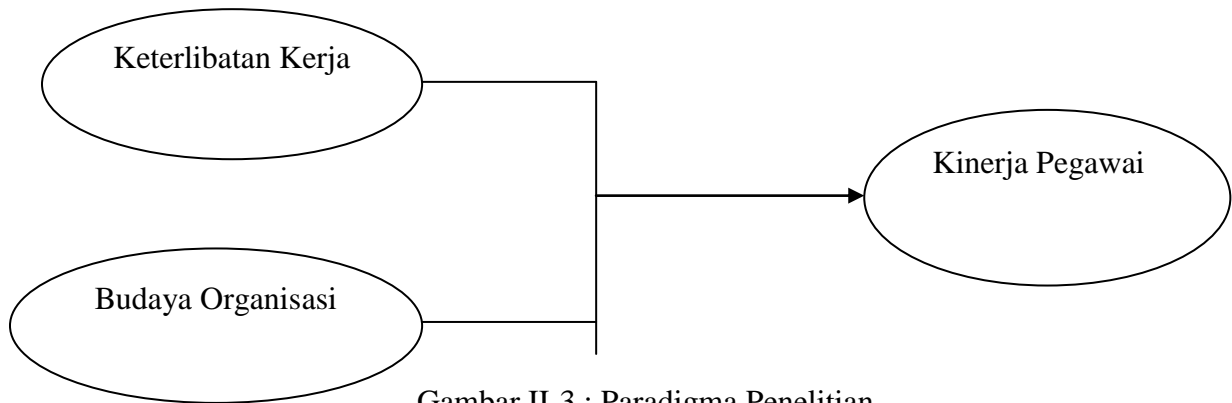 Keterlibatan Kerja
Kinerja Pegawai
Budaya Organisasi
Gambar II-3 : Paradigma Penelitian